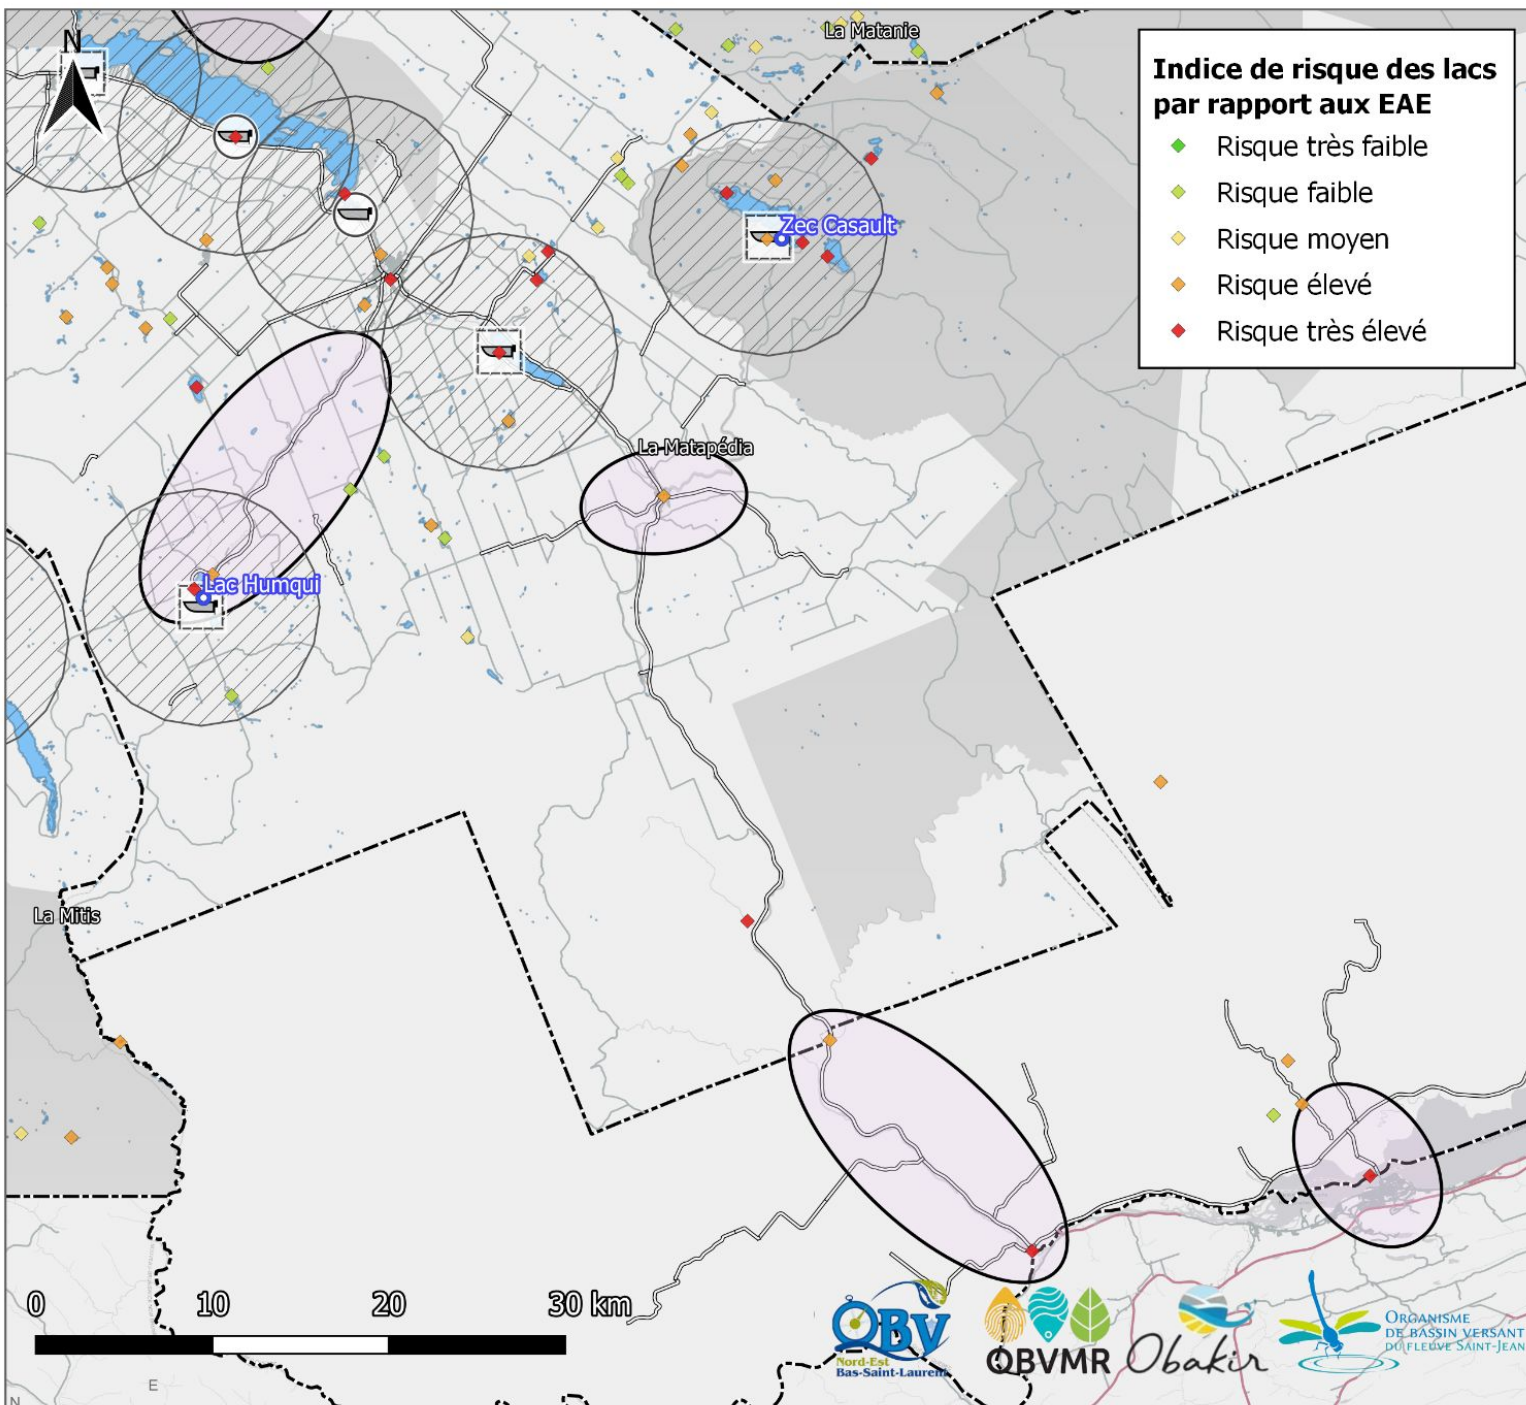 N
La Matanie
Indice de risque des lacs
par rapport aux EAE
Risque très faible
Risque faible
Risque moyen
Risque élevé
Risque très élevé
Zec Casault
La Matapédia
Lac Humqui
La Mitis
0 10 20 30 km
OBV
Nord-Est
Bas-Saint-Laurent
OBVMR
Obakir
ORGANISME
DE BASSIN VERSANT
DU FLEUVE SAINT-JEAN
E
N